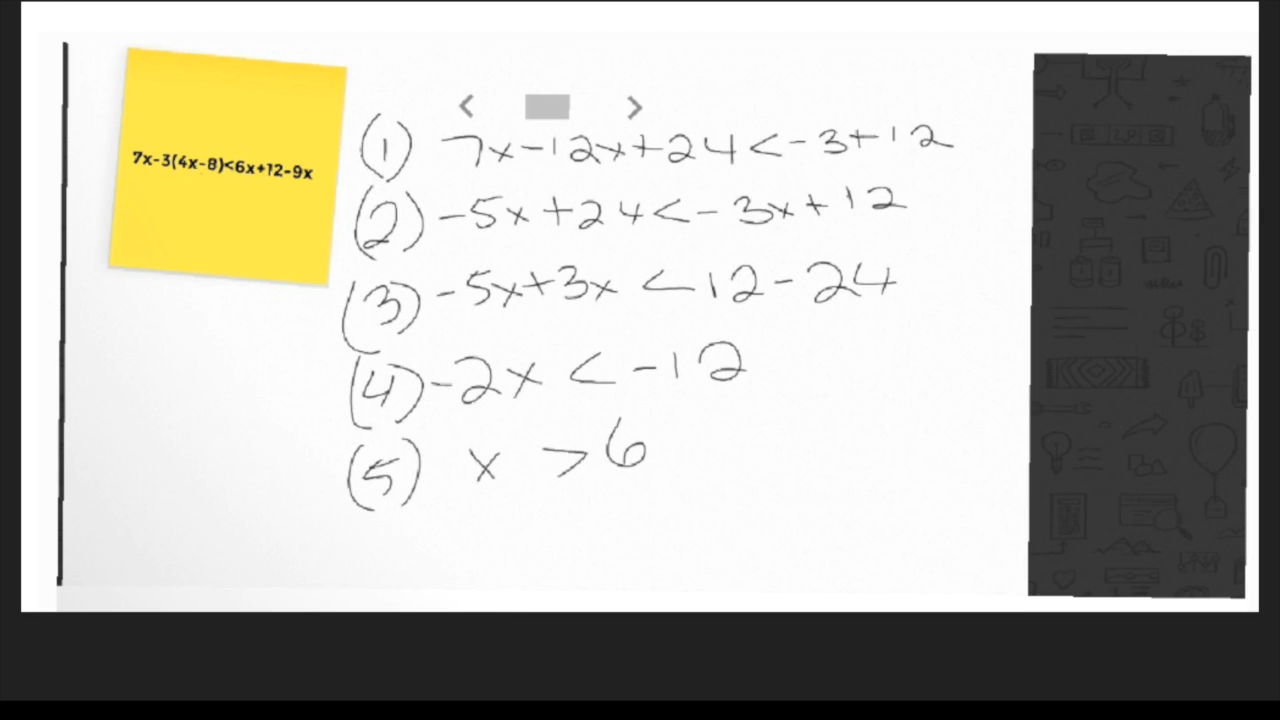 7x-3(4x-8)<6x+12-9x
(1) 7x-12x+24<-3+12
(2) -5x+24<-3x+12
(3) -5x+3x<12-24
(4) -2x<-12
(5) x>6